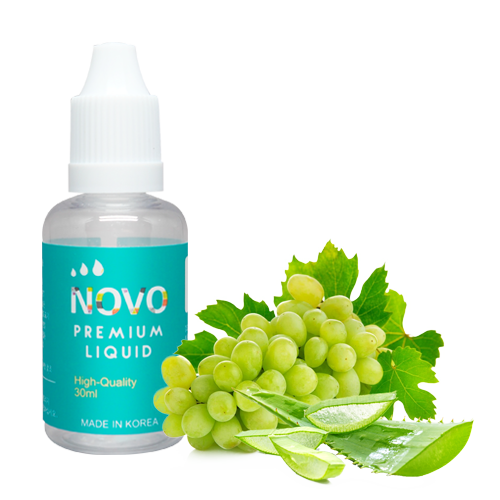 NOVO
PREMIUM
LIQUID
High-Quality
30ml
MADE IN KOREA